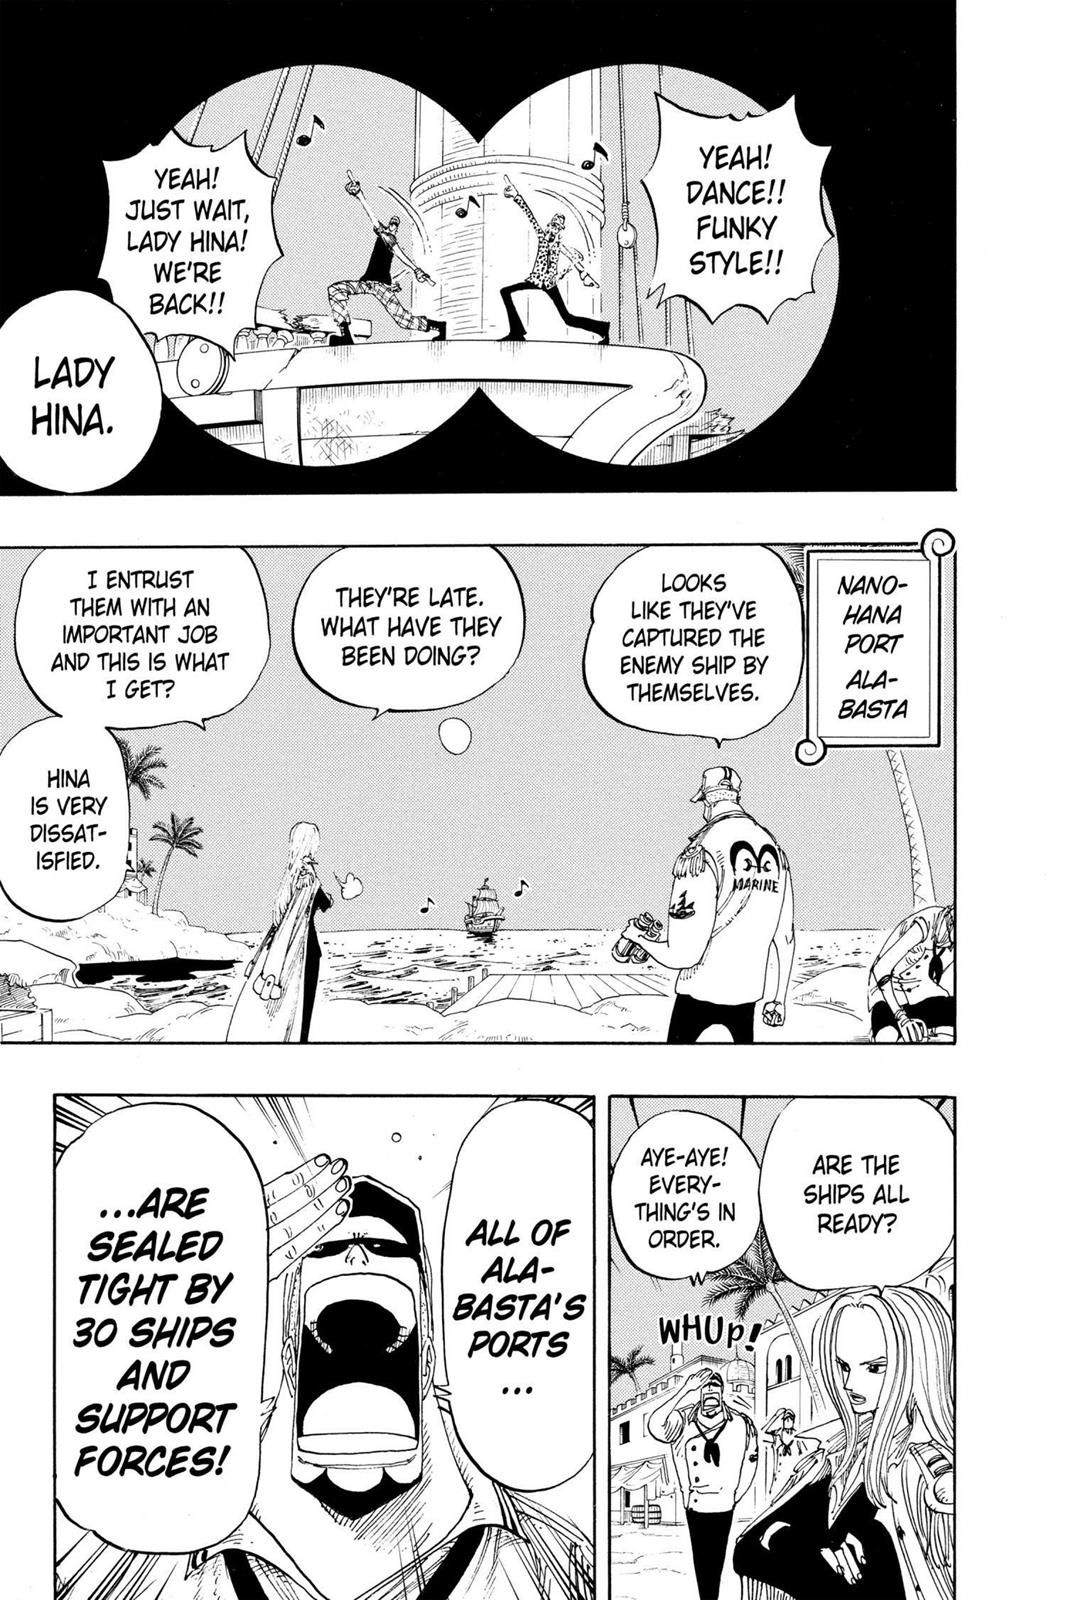 YEAH!
DANCE!!
FUNKY
STYLE!!
YEAH!
JUST WAIT,
LADY HINA!
WE'RE
BACK!!
LADY
HINA.
NANO-
HANA
PORT
ALA-
BASTA
LOOKS
LIKE THEY'VE
CAPTURED THE
ENEMY SHIP BY
THEMSELVES.
THEY'RE LATE.
WHAT HAVE THEY
BEEN DOING?
I ENTRUST
THEM WITH AN
IMPORTANT JOB
AND THIS IS WHAT
I GET?
HINA
IS VERY
DISSAT-
ISFIED.
MARINE
ARE THE
SHIPS ALL
READY?
AYE-AYE!
EVERY-
THING'S IN
ORDER.
WHUP!
ALL OF
ALA-
BASTA'S
PORTS
...
...ARE
SEALED
TIGHT BY
30 SHIPS
AND
SUPPORT
FORCES!